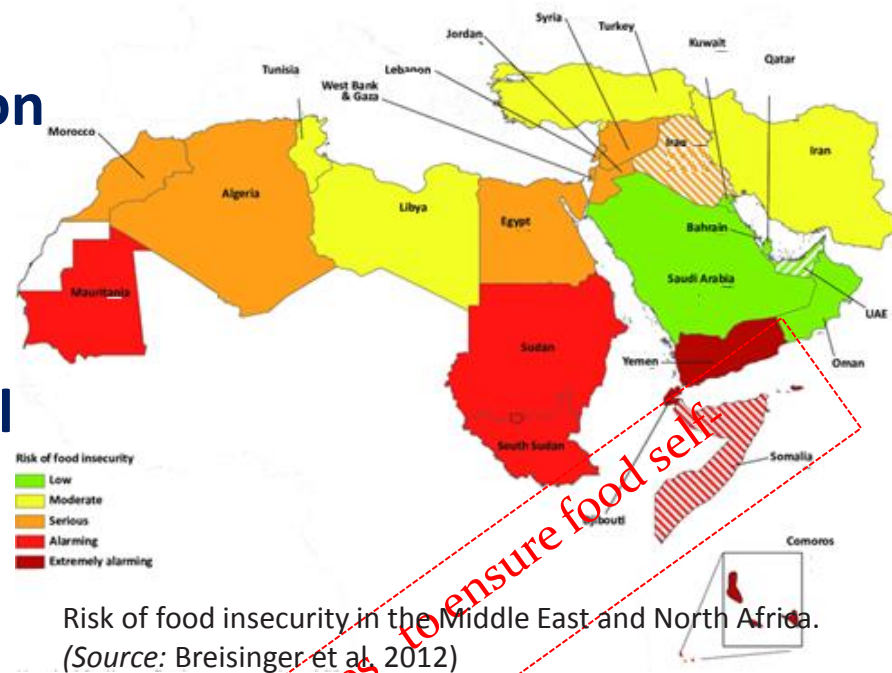 on
l
Syria
Turkey
Jordan
Kuwait
Lebanon
Qatar
Tunisia
West Bank
& Gaza
Morocco
Iraq
Iran
Algeria
Libya
Egypt
Bahrain
Saudi Arabia
Mauritania
UAE
Sudan
Yemen
Oman
South Sudan
Somalia
Djibouti
Comoros
Risk of food insecurity
Low
Moderate
Serious
Alarming
Extremely alarming
to ensure food self-
Risk of food insecurity in the Middle East and North Africa.
(Source: Breisinger et al. 2012)